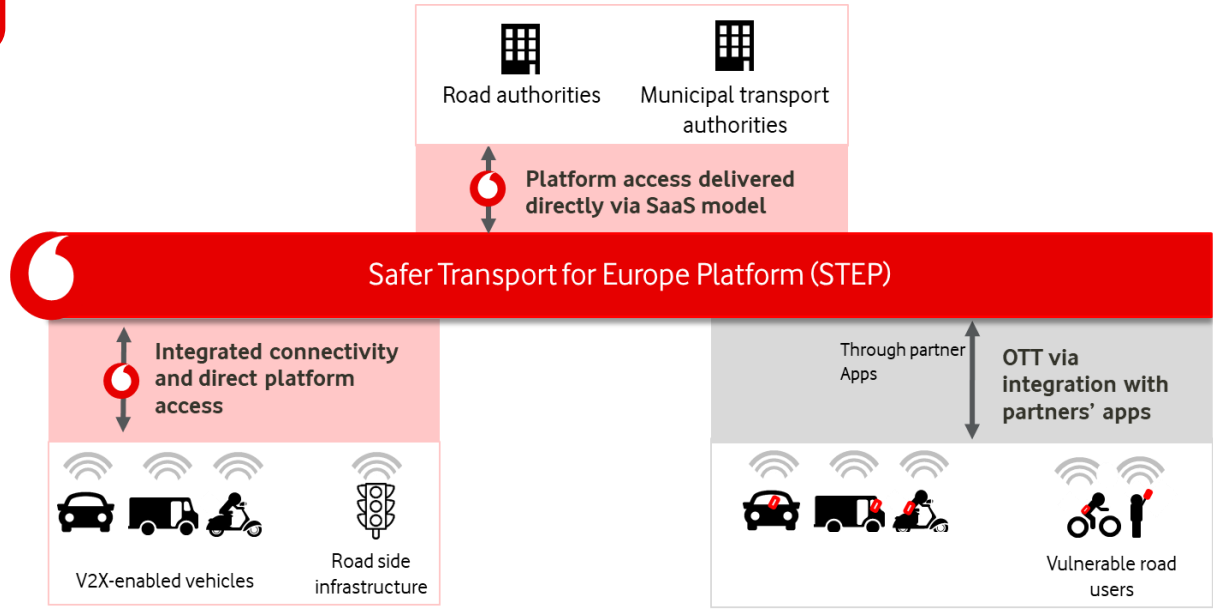 Road authorities
Municipal transport
authorities
Platform access delivered
directly via SaaS model
Safer Transport for Europe Platform (STEP)
Integrated connectivity
and direct platform
access
Through partner
Apps
OTT via
integration with
partners’ apps
V2X-enabled vehicles
Road side
infrastructure
Vulnerable road
users